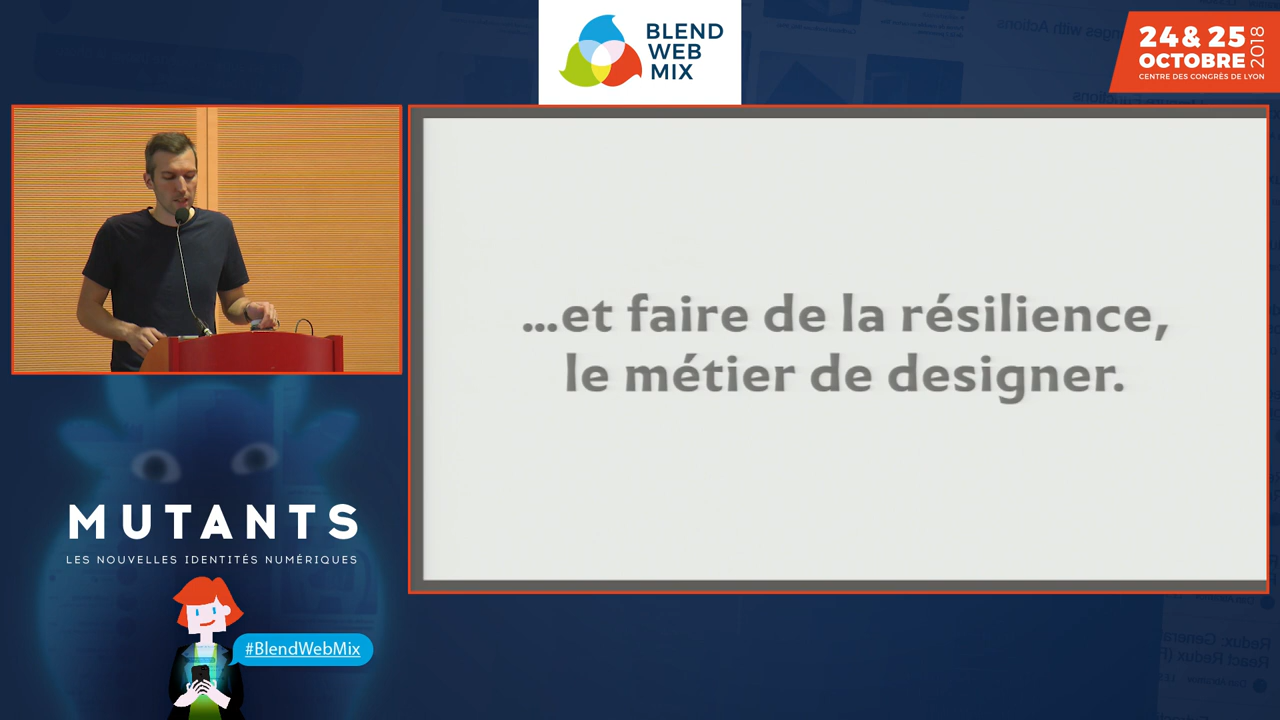 BLEND
WEB
MIX
24 & 25
OCTOBRE
2018
CENTRE DES CONGRÈS DE LYON
...et faire de la résilience,
le métier de designer.
MUTANTS
LES NOUVELLES IDENTITÉS NUMÉRIQUES
#BlendWebMix